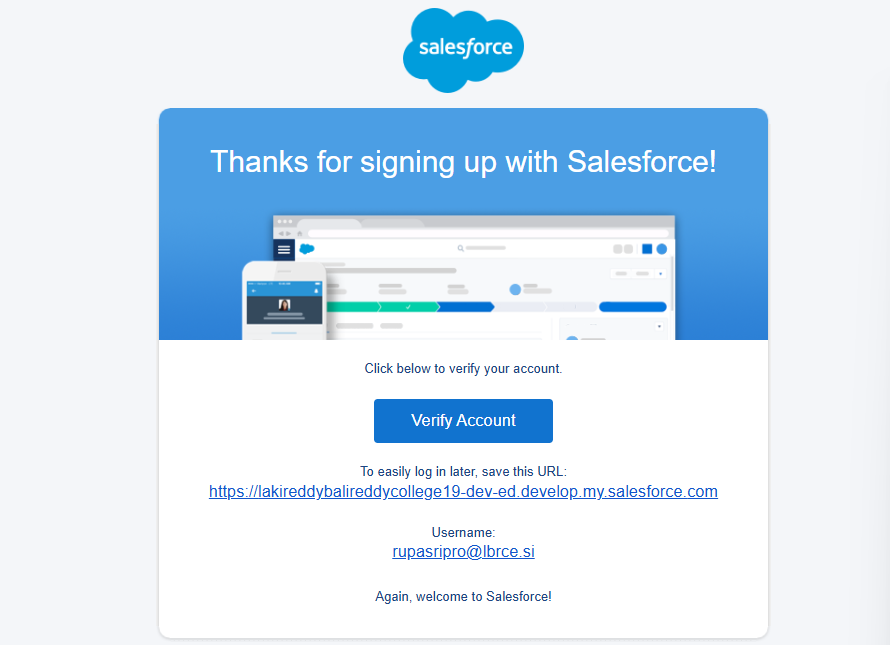 salesforce
Thanks for signing up with Salesforce!
Click below to verify your account.
Verify Account
To easily log in later, save this URL:
https://lakireddybalireddycollege19-dev-ed.develop.my.salesforce.com
Username:
rupasripro@lbrce.si
Again, welcome to Salesforce!